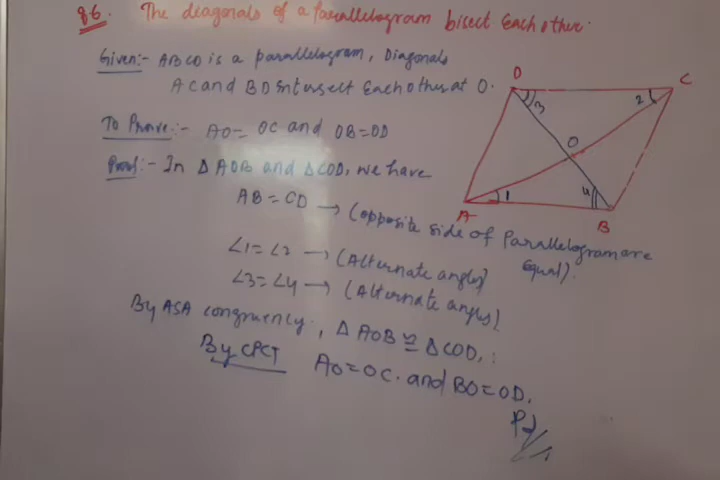 Q6. The diagonals of a Parallelogram bisect Each other.
Given:- ABCD is a parallelogram, Diagonals
AC and BD Intersect Each other at O.
To Prove:- AO = OC and OB = OD
Proof:- In △AOB and △COD, we have
AB = CD → (opposite side of Parallelogram are
Equal).
∠1 = ∠2 → (Alternate angles)
∠3 = ∠4 → (Alternate angles)
By ASA congruency, △AOB ≅ △COD, :
By CPCT AO = OC. and BO = OD.
D
C
3
2
O
1
4
A
B